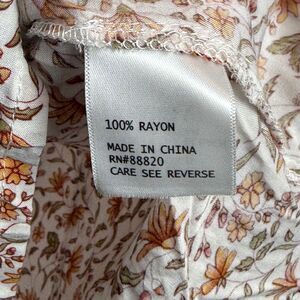 100% RAYON
MADE IN CHINA
RN#88820
CARE SEE REVERSE